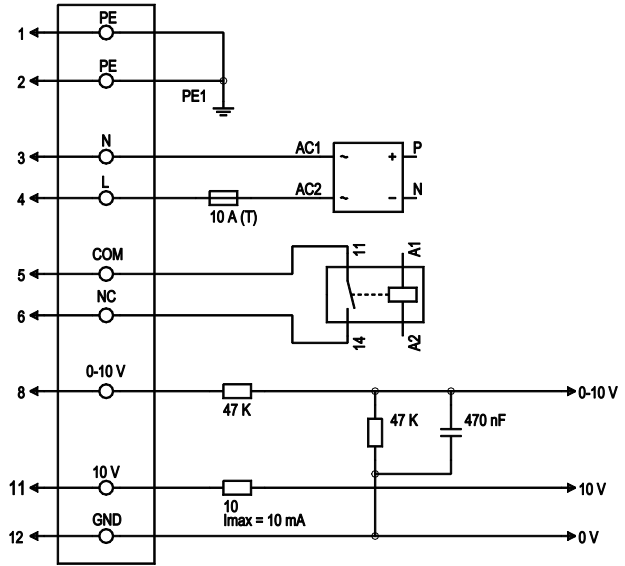 1
PE
2
PE
PE1
3
N
AC1
~
+
P
4
L
10 A (T)
AC2
~
−
N
5
COM
11
A1
6
NC
14
A2
8
0-10 V
47 K
47 K
470 nF
0-10 V
11
10 V
10
Imax = 10 mA
10 V
12
GND
0 V